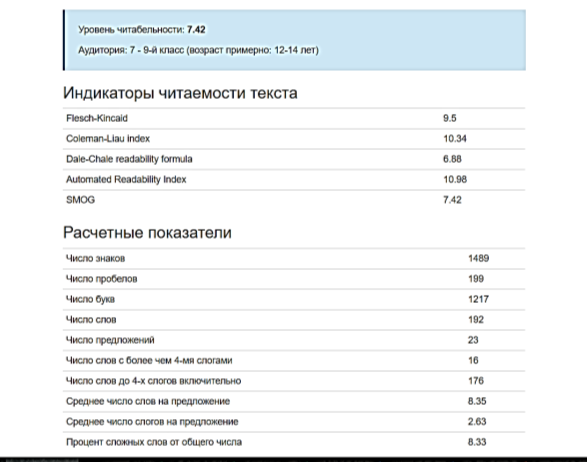 Уровень читабельности: 7.42
Аудитория: 7 - 9-й класс (возраст примерно: 12-14 лет)
Индикаторы читаемости текста
Flesch-Kincaid 9.5
Coleman-Liau index 10.34
Dale-Chale readability formula 6.88
Automated Readability Index 10.98
SMOG 7.42
Расчетные показатели
Число знаков 1489
Число пробелов 199
Число букв 1217
Число слов 192
Число предложений 23
Число слов с более чем 4-мя слогами 16
Число слов до 4-х слогов включительно 176
Среднее число слов на предложение 8.35
Среднее число слогов на предложение 2.63
Процент сложных слов от общего числа 8.33